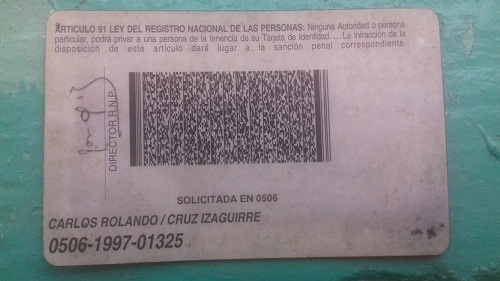 ARTICULO 91 LEY DEL REGISTRO NACIONAL DE LAS PERSONAS: Ninguna Autoridad o persona
particular, podrá privar a una persona de la tenencia de su Tarjeta de Identidad. ... La Infracción de la
disposición de este artículo dará lugar a la sanción penal correspondiente.
DIRECTOR R.N.P.
SOLICITADA EN 0506
CARLOS ROLANDO / CRUZ IZAGUIRRE
0506-1997-01325